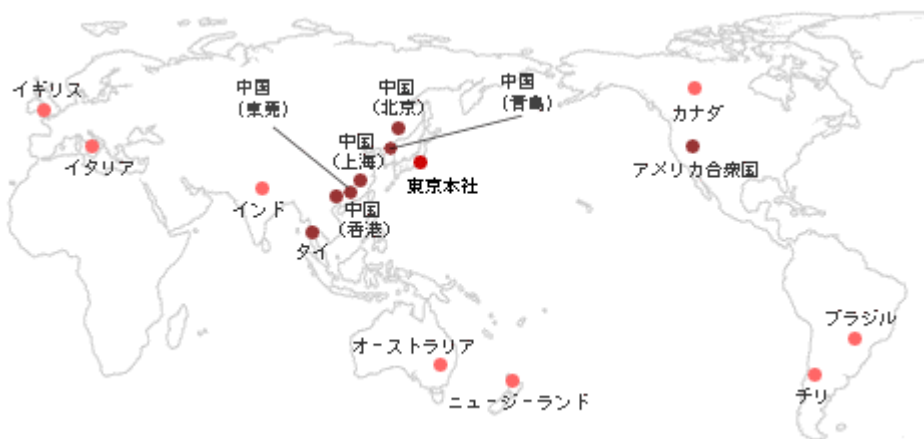 イギリス
イタリア
インド
中国
(東莞)
中国
(北京)
中国
(青島)
中国
(上海)
東京本社
中国
(香港)
タイ
オーストラリア
ニュージーランド
カナダ
アメリカ合衆国
ブラジル
チリ